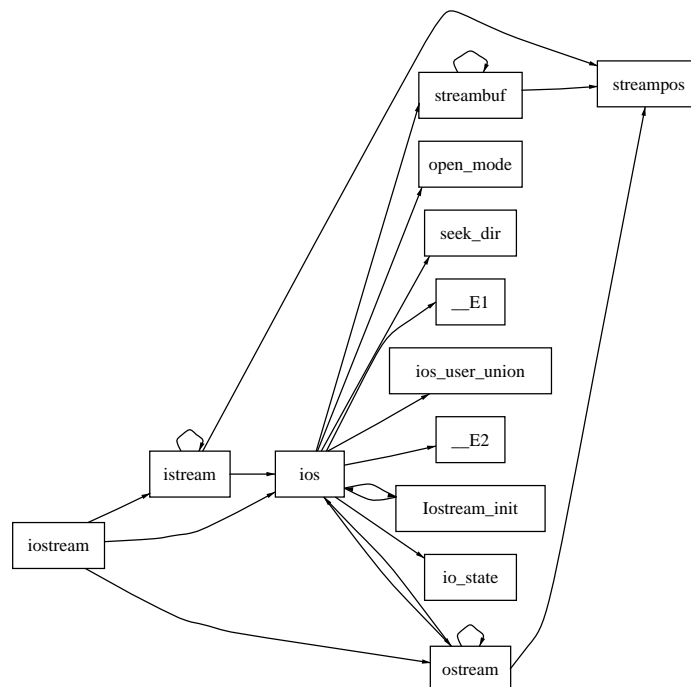 streambuf
streampos
open_mode
seek_dir
__E1
ios_user_union
__E2
istream
ios
Iostream_init
iostream
io_state
ostream